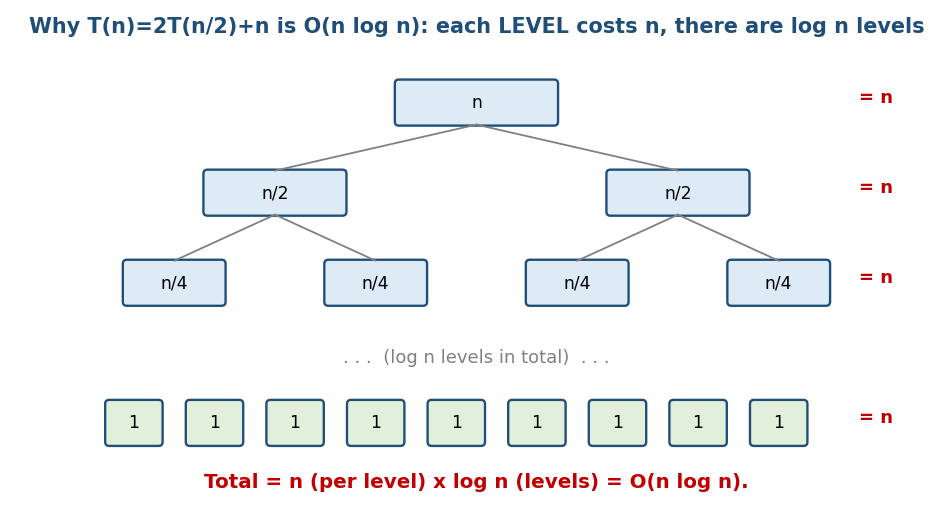 Why T(n)=2T(n/2)+n is O(n log n): each LEVEL costs n, there are log n levels
n = n
n/2 n/2 = n
n/4 n/4 n/4 n/4 = n
. . . (log n levels in total) . . .
1 1 1 1 1 1 1 1 1 = n
Total = n (per level) x log n (levels) = O(n log n).